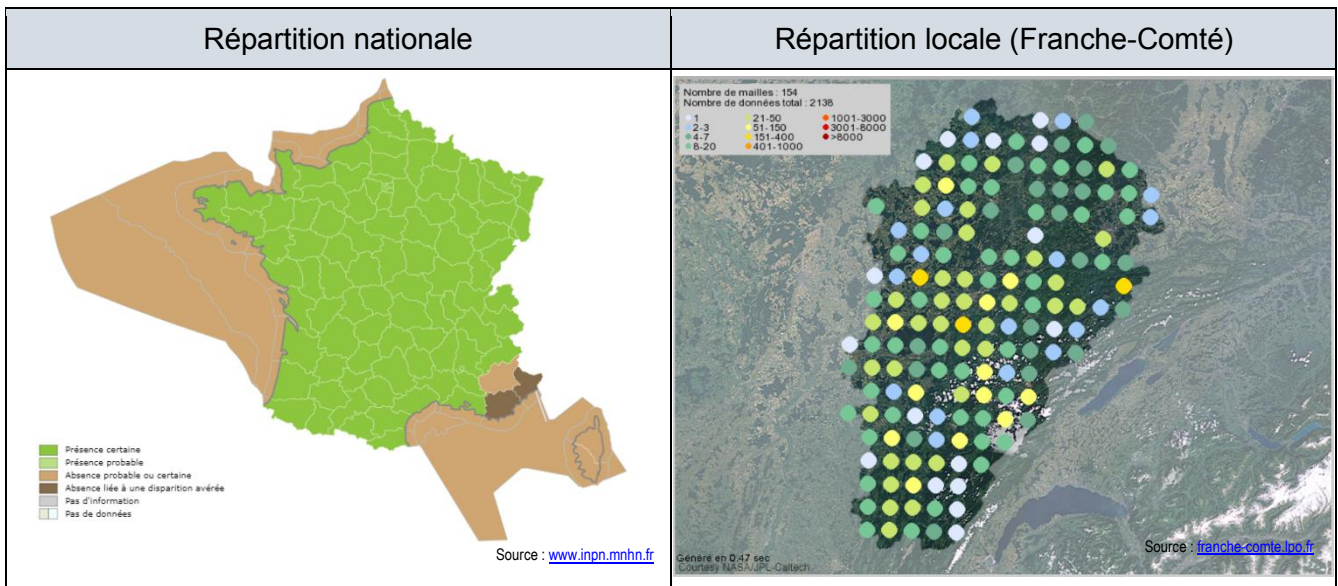 Répartition nationale
Répartition locale (Franche-Comté)
Présence certaine
Présence probable
Absence probable ou certaine
Absence liée à une disparition avérée
Pas d'information
Pas de données
Source : www.inpn.mnhn.fr
Nombre de mailles : 154
Nombre de données total : 2138
1 21-50 1001-3000
2-3 51-150 3001-8000
4-7 151-400 >8000
8-20 401-1000
Source : franche-comte.lpo.fr
Généré en 0.47 sec
Courtesy NASA/JPL-Caltech